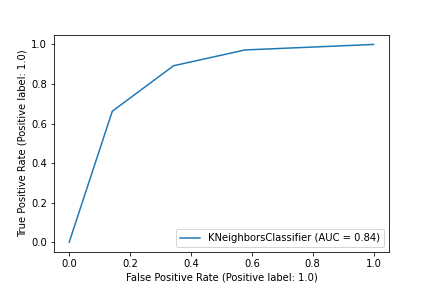 True Positive Rate (Positive label: 1.0)
1.0
0.8
0.6
0.4
0.2
0.0
KNeighborsClassifier (AUC = 0.84)
0.0 0.2 0.4 0.6 0.8 1.0
False Positive Rate (Positive label: 1.0)